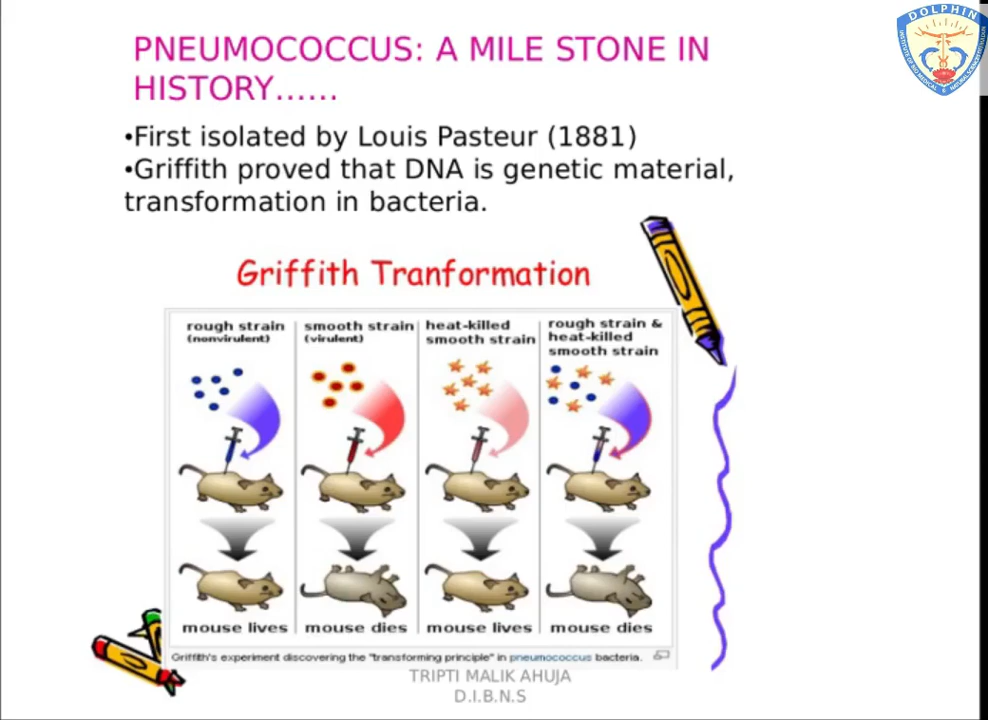 DOLPHIN
PNEUMOCOCCUS: A MILE STONE IN
HISTORY......
•First isolated by Louis Pasteur (1881)
•Griffith proved that DNA is genetic material,
transformation in bacteria.
Griffith Tranformation
rough strain
(nonvirulent)
smooth strain
(virulent)
heat-killed
smooth strain
rough strain &
heat-killed
smooth strain
mouse lives
mouse dies
mouse lives
mouse dies
Griffith's experiment discovering the "transforming principle" in pneumococcus bacteria.
TRIPTI MALIK AHUJA
D.I.B.N.S